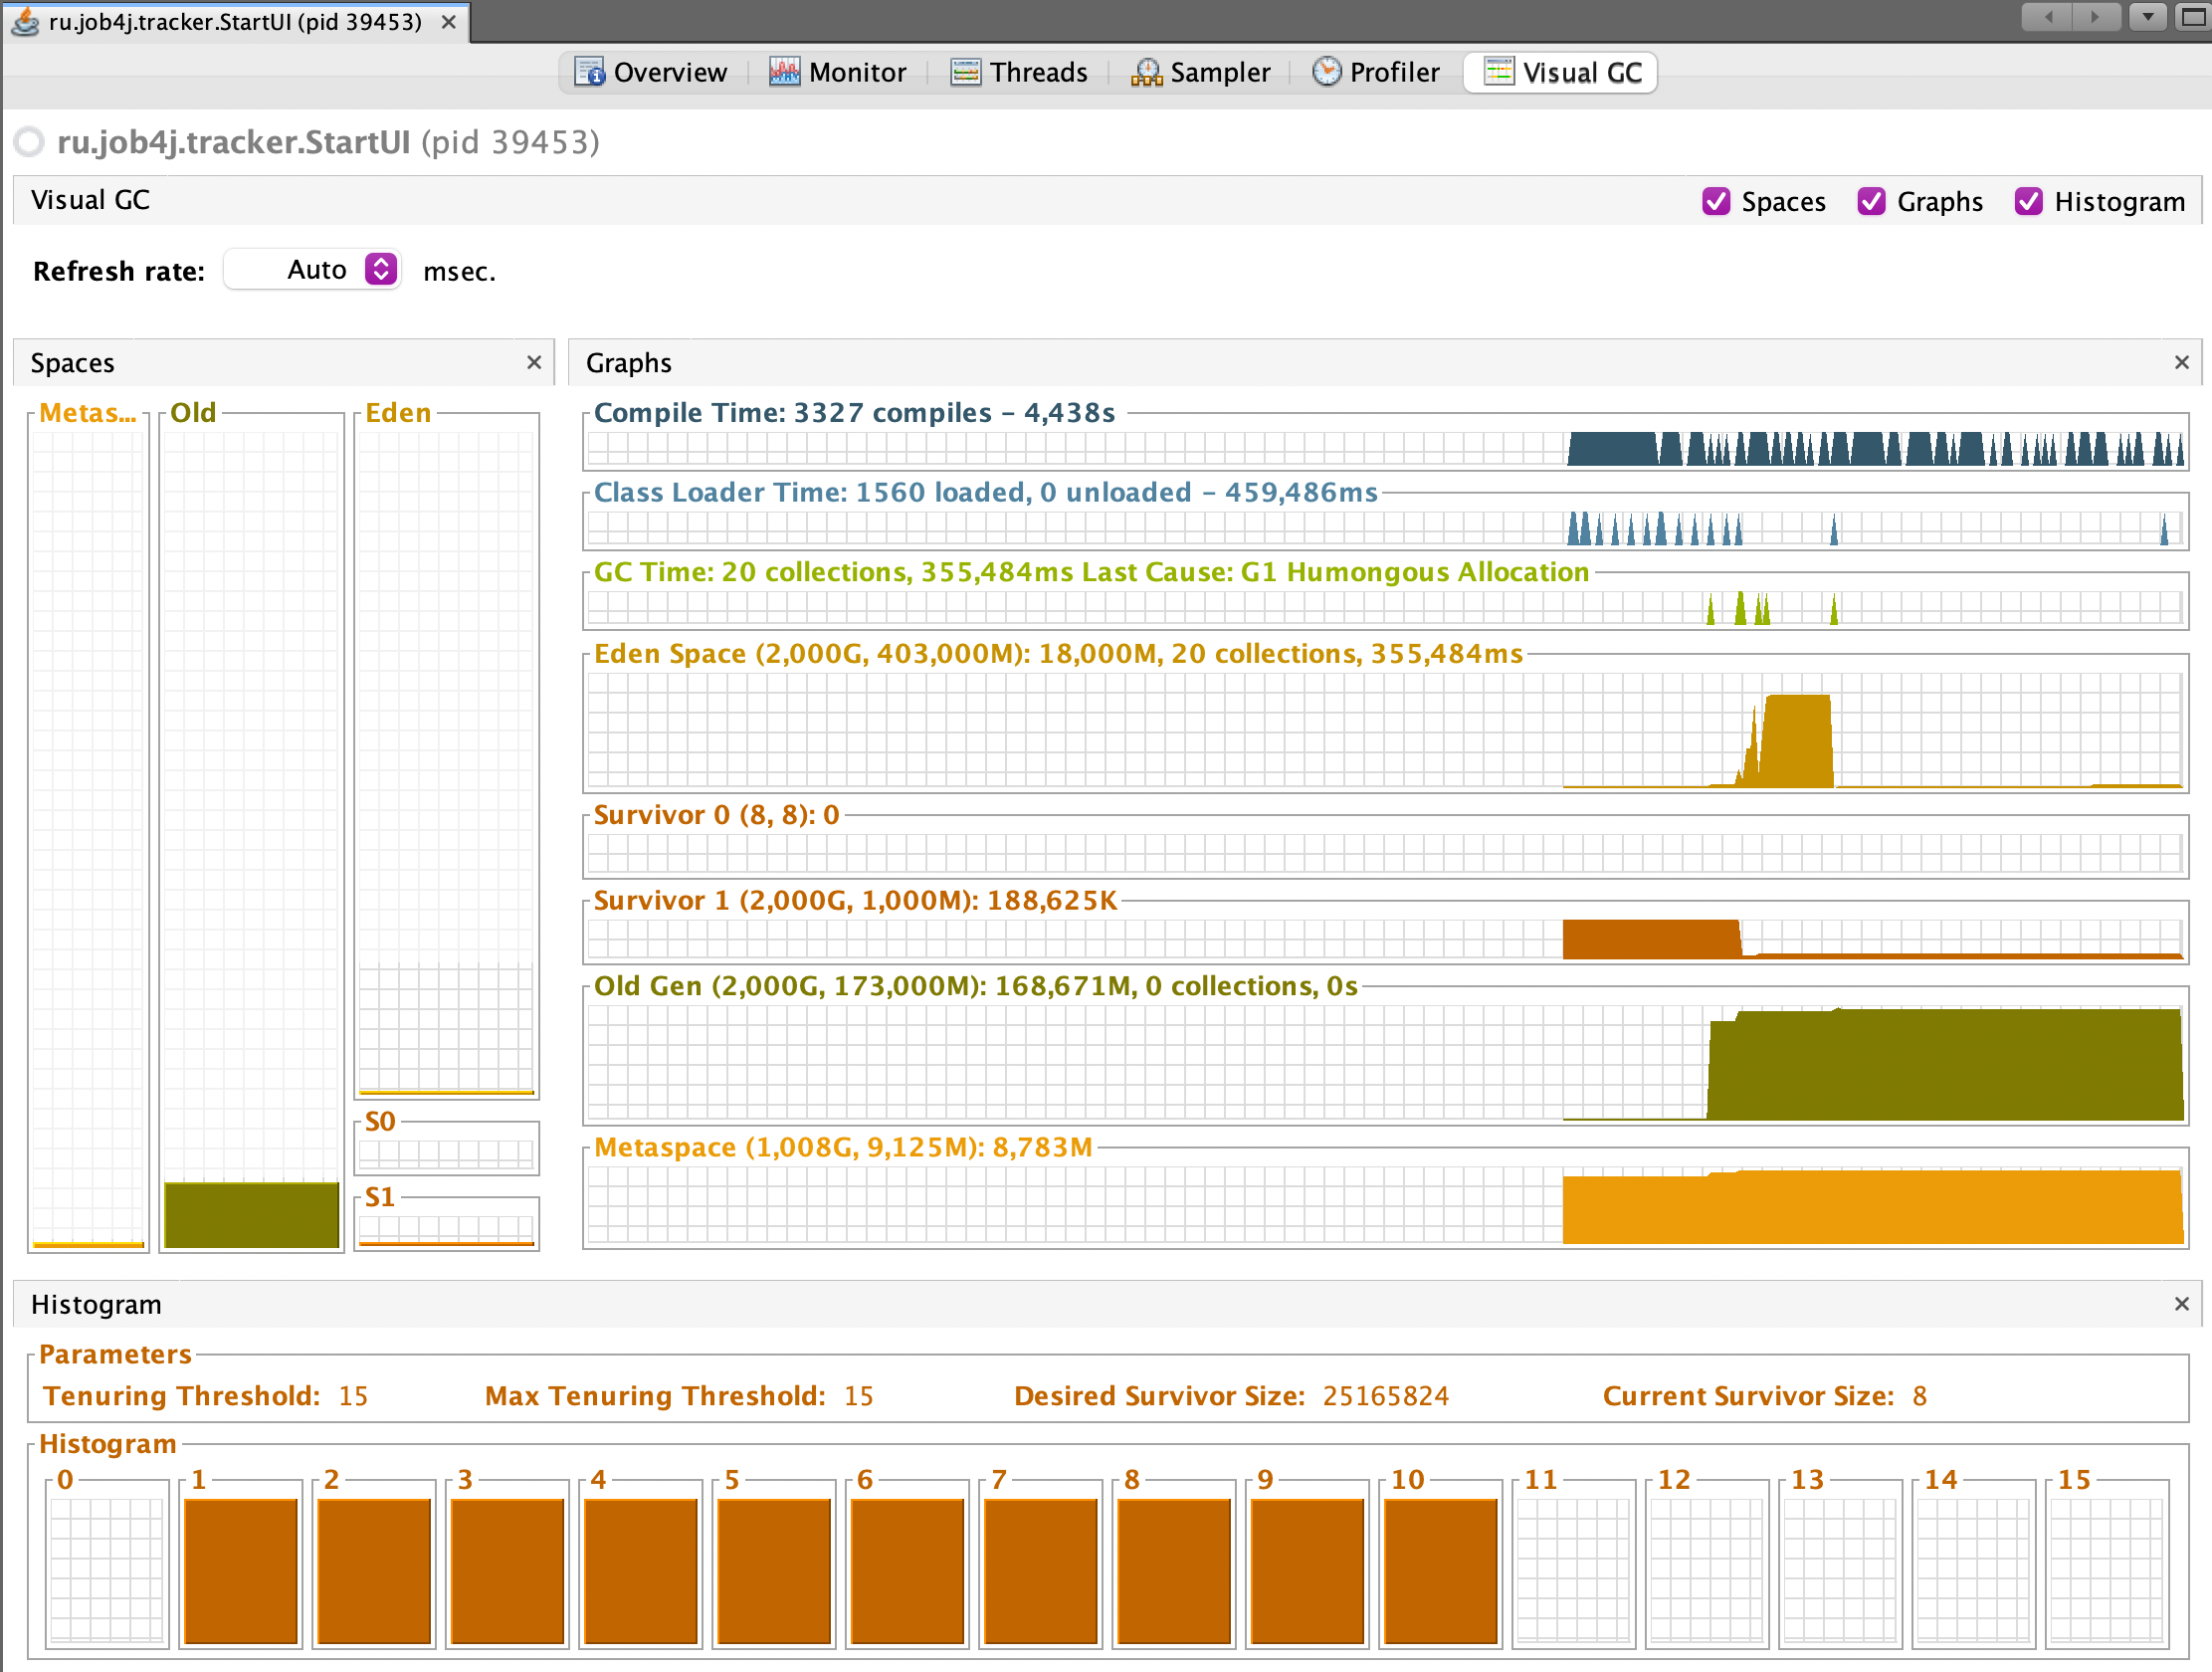 ru.job4j.tracker.StartUI (pid 39453)
Overview Monitor Threads Sampler Profiler Visual GC
ru.job4j.tracker.StartUI (pid 39453)
Visual GC Spaces Graphs Histogram
Refresh rate: Auto msec.
Spaces
Metas...
Old
Eden
S0
S1
Graphs
Compile Time: 3327 compiles – 4,438s
Class Loader Time: 1560 loaded, 0 unloaded – 459,486ms
GC Time: 20 collections, 355,484ms Last Cause: G1 Humongous Allocation
Eden Space (2,000G, 403,000M): 18,000M, 20 collections, 355,484ms
Survivor 0 (8, 8): 0
Survivor 1 (2,000G, 1,000M): 188,625K
Old Gen (2,000G, 173,000M): 168,671M, 0 collections, 0s
Metaspace (1,008G, 9,125M): 8,783M
Histogram
Parameters
Tenuring Threshold: 15 Max Tenuring Threshold: 15 Desired Survivor Size: 25165824 Current Survivor Size: 8
Histogram
0 1 2 3 4 5 6 7 8 9 10 11 12 13 14 15